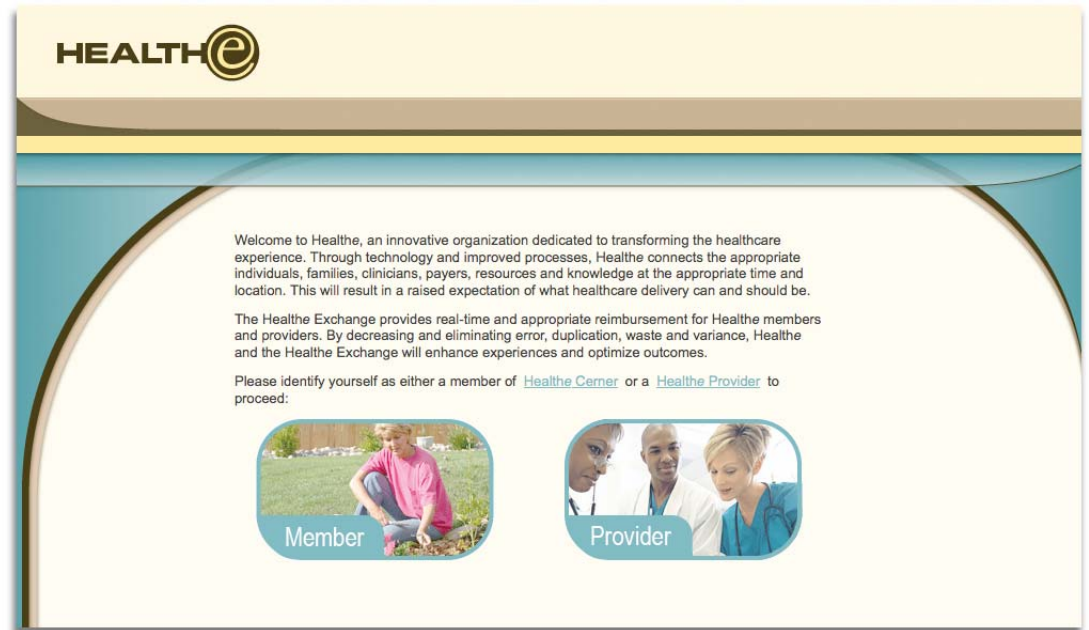 HEALTHe
Welcome to Healthe, an innovative organization dedicated to transforming the healthcare
experience. Through technology and improved processes, Healthe connects the appropriate
individuals, families, clinicians, payers, resources and knowledge at the appropriate time and
location. This will result in a raised expectation of what healthcare delivery can and should be.
The Healthe Exchange provides real-time and appropriate reimbursement for Healthe members
and providers. By decreasing and eliminating error, duplication, waste and variance, Healthe
and the Healthe Exchange will enhance experiences and optimize outcomes.
Please identify yourself as either a member of Healthe Cerner or a Healthe Provider to
proceed:
Member
Provider